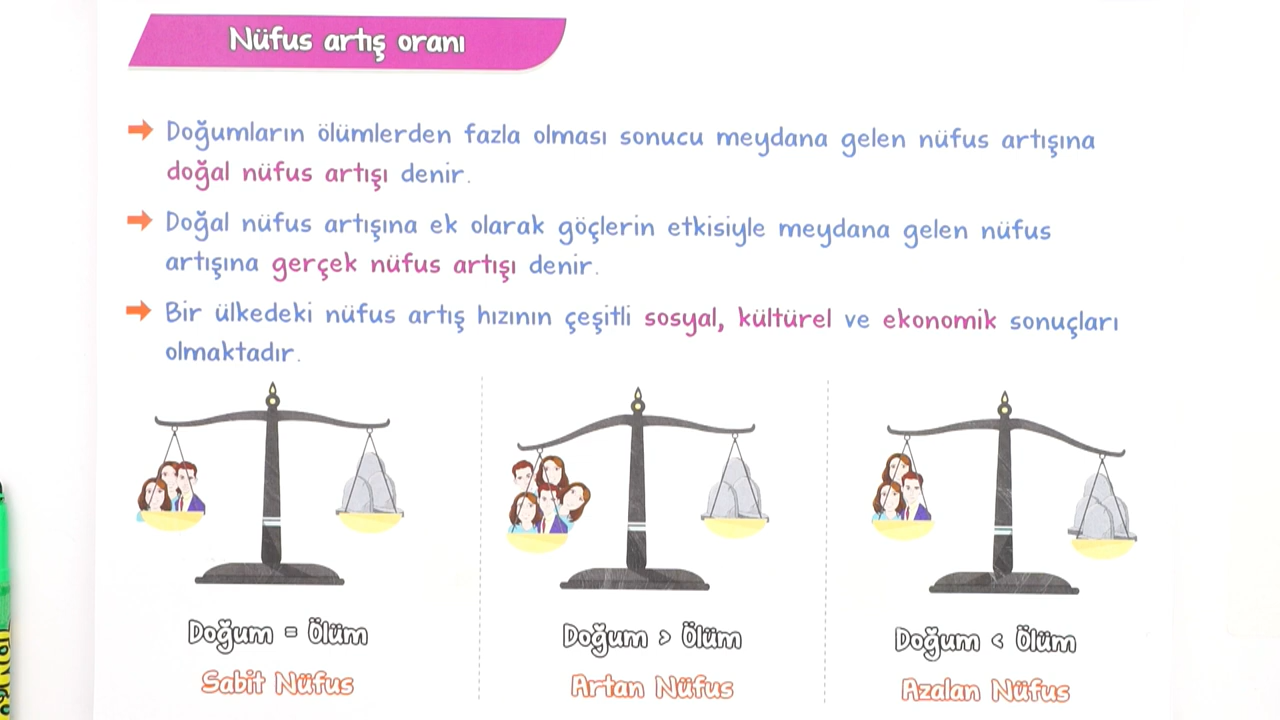 Nüfus artış oranı
Doğumların ölümlerden fazla olması sonucu meydana gelen nüfus artışına
doğal nüfus artışı denir.
Doğal nüfus artışına ek olarak göçlerin etkisiyle meydana gelen nüfus
artışına gerçek nüfus artışı denir.
Bir ülkedeki nüfus artış hızının çeşitli sosyal, kültürel ve ekonomik sonuçları
olmaktadır.
Doğum = Ölüm
Sabit Nüfus
Doğum > Ölüm
Artan Nüfus
Doğum < Ölüm
Azalan Nüfus